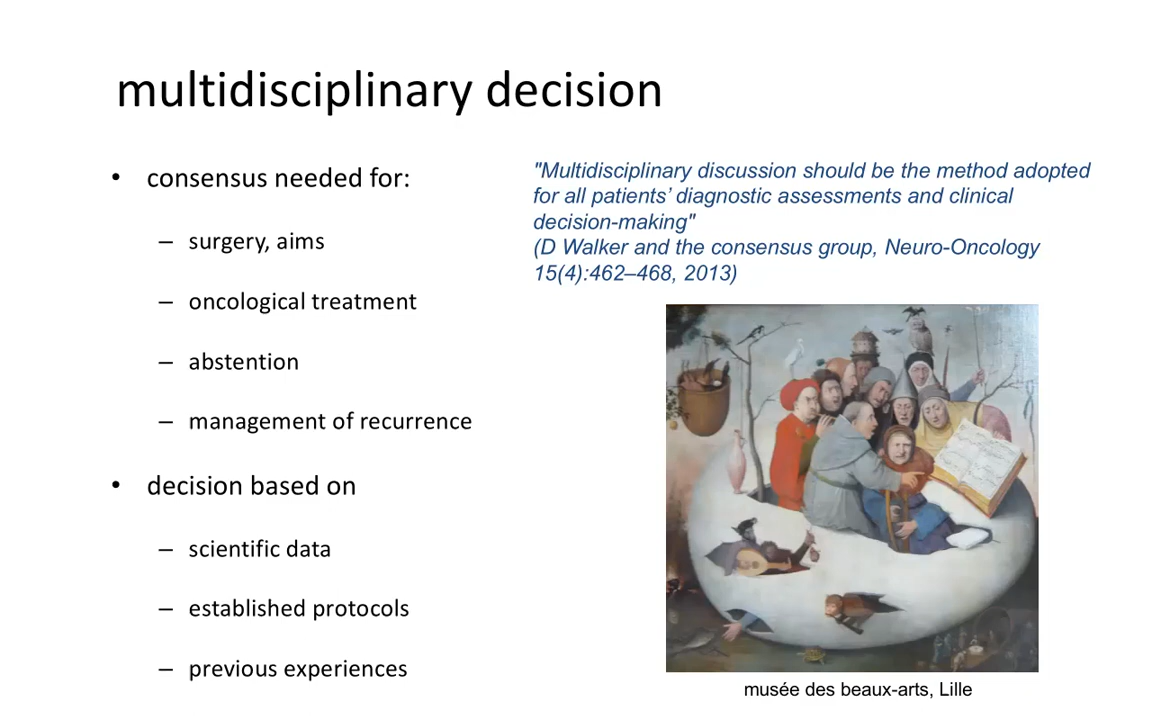 multidisciplinary decision
• consensus needed for:
– surgery, aims
– oncological treatment
– abstention
– management of recurrence
• decision based on
– scientific data
– established protocols
– previous experiences
"Multidisciplinary discussion should be the method adopted
for all patients’ diagnostic assessments and clinical
decision-making"
(D Walker and the consensus group, Neuro-Oncology
15(4):462–468, 2013)
musée des beaux-arts, Lille